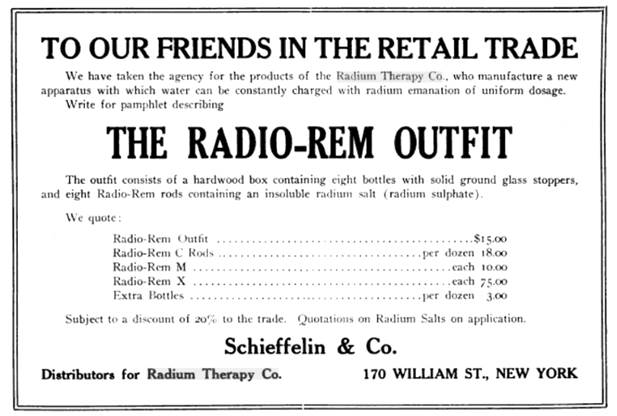 TO OUR FRIENDS IN THE RETAIL TRADE
We have taken the agency for the products of the Radium Therapy Co., who manufacture a new
apparatus with which water can be constantly charged with radium emanation of uniform dosage.
Write for pamphlet describing
THE RADIO-REM OUTFIT
The outfit consists of a hardwood box containing eight bottles with solid ground glass stoppers,
and eight Radio-Rem rods containing an insoluble radium salt (radium sulphate).
We quote:
Radio-Rem Outfit ........................................$15.00
Radio-Rem C Rods ................................per dozen 18.00
Radio-Rem M ........................................each 10.00
Radio-Rem X ........................................each 75.00
Extra Bottles .....................................per dozen 3.00
Subject to a discount of 20% to the trade. Quotations on Radium Salts on application.
Schieffelin & Co.
Distributors for Radium Therapy Co. 170 WILLIAM ST., NEW YORK